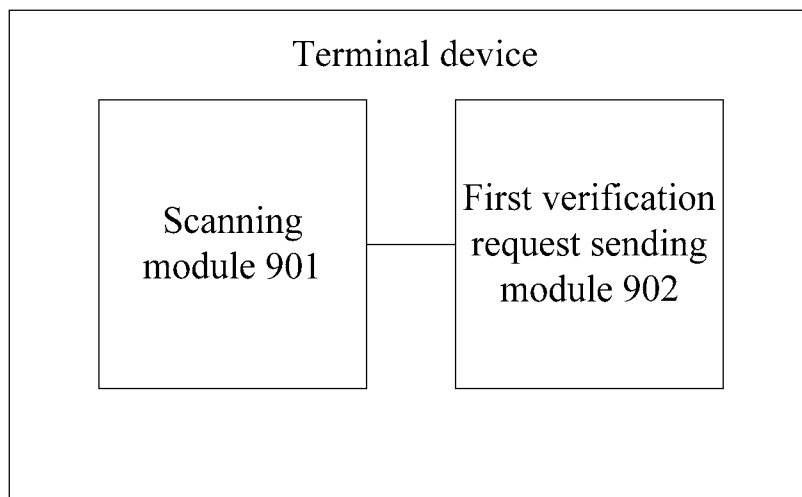 Terminal device
Scanning
module 901
First verification
request sending
module 902